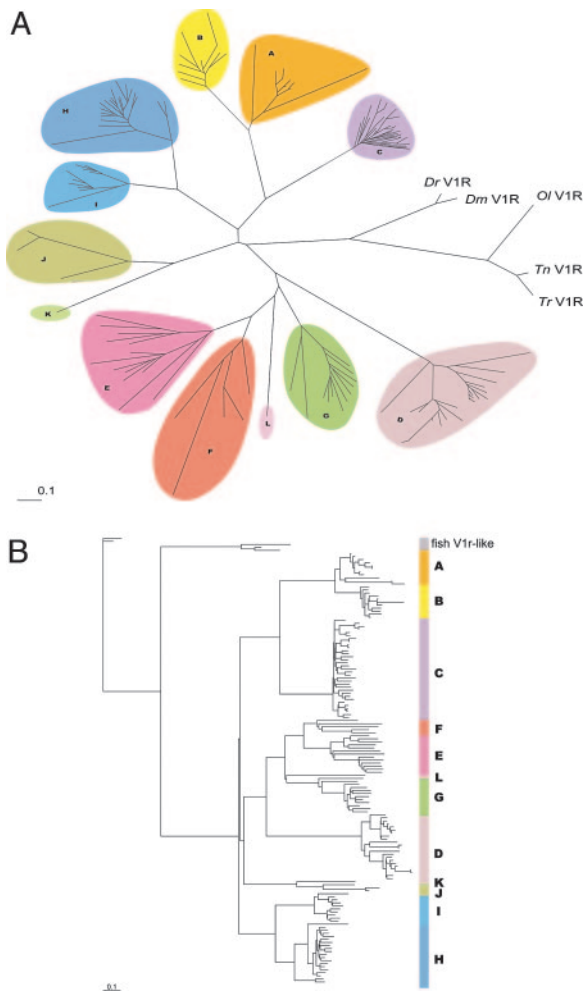 A
B
A
H
C
Dr V1R
Dm V1R
Ol V1R
I
J
Tn V1R
Tr V1R
K
E
G
L
D
F
0.1
B
fish V1r-like
A
B
C
F
E
L
G
D
K
J
I
H
0.1